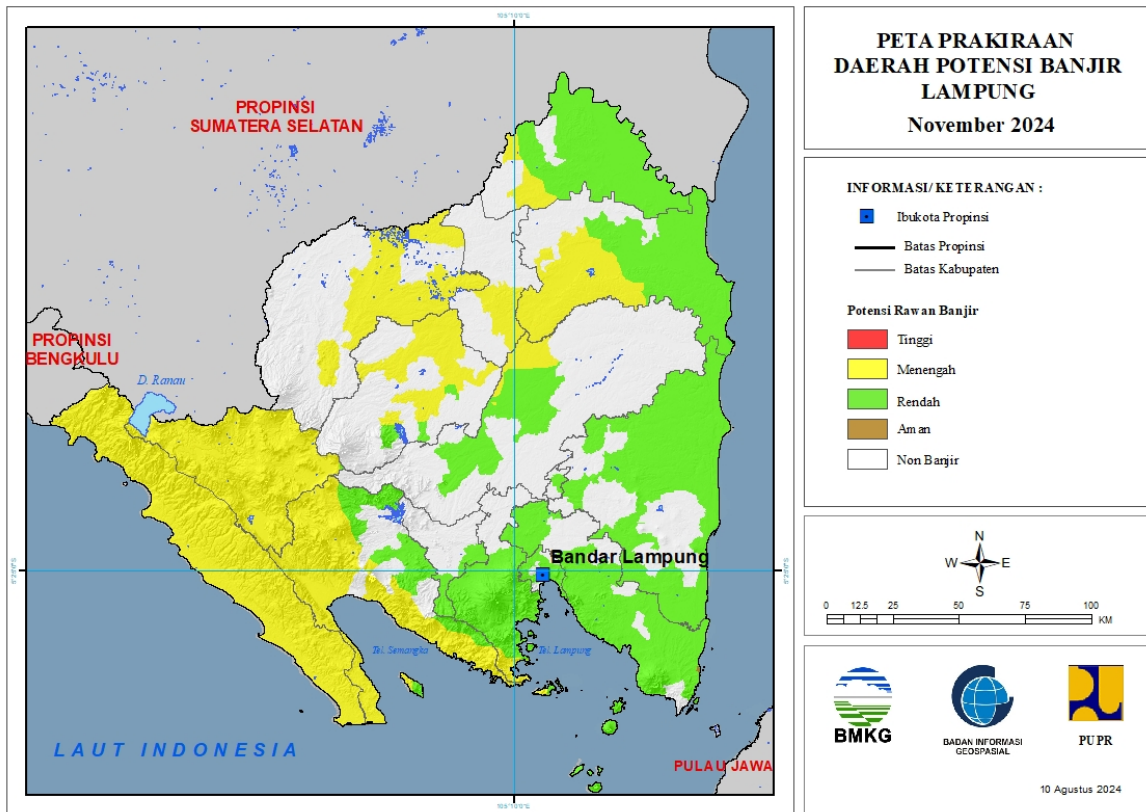 PROPINSI
SUMATERA SELATAN
PROPINSI
BENGKULU
D. Ranau
Bandar Lampung
Tel. Semangka
Tel. Lampung
LAUT INDONESIA
PULAU JAWA
PETA PRAKIRAAN
DAERAH POTENSI BANJIR
LAMPUNG
November 2024
INFORMASI/ KETERANGAN :
Ibukota Propinsi
Batas Propinsi
Batas Kabupaten
Potensi Rawan Banjir
Tinggi
Menengah
Rendah
Aman
Non Banjir
N
W E
S
0 12.5 25 50 75 100
KM
BMKG
BADAN INFORMASI
GEOSPASIAL
PUPR
10 Agustus 2024